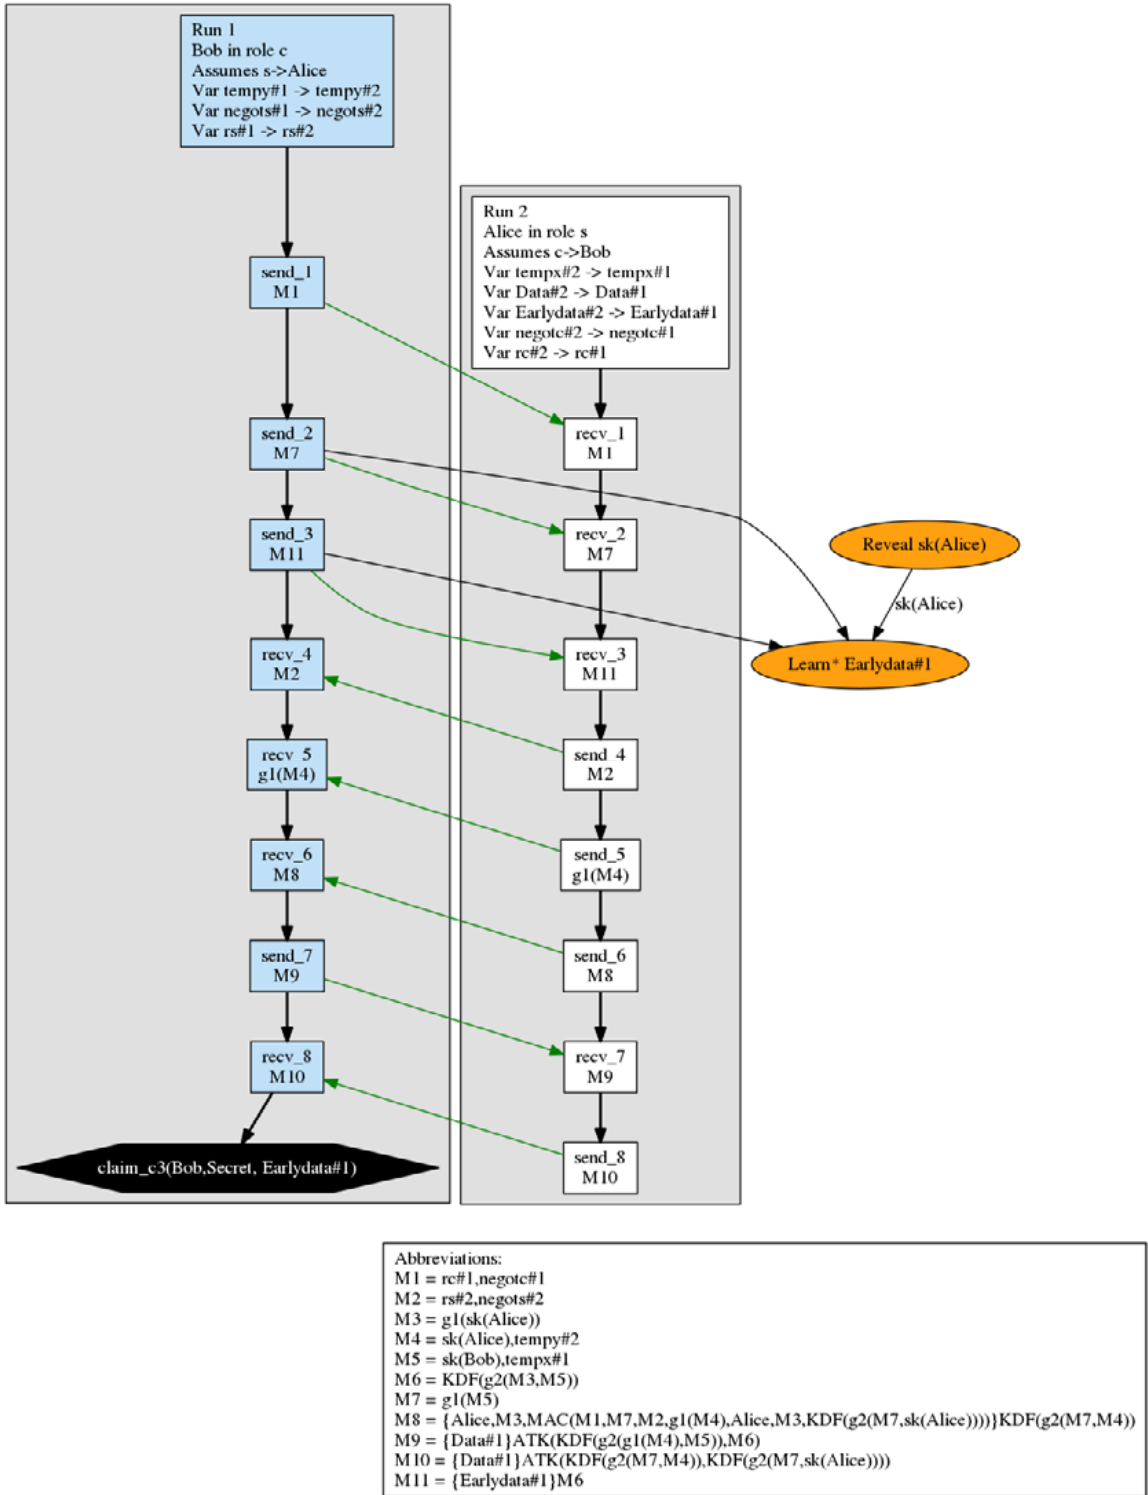 Run 1
Bob in role c
Assumes s->Alice
Var tempy#1 -> tempy#2
Var negots#1 -> negots#2
Var rs#1 -> rs#2
Run 2
Alice in role s
Assumes c->Bob
Var tempx#2 -> tempx#1
Var Data#2 -> Data#1
Var Earlydata#2 -> Earlydata#1
Var negotc#2 -> negotc#1
Var rc#2 -> rc#1
send_1
M1
send_2
M7
recv_1
M1
send_3
M11
recv_2
M7
Reveal sk(Alice)
sk(Alice)
recv_4
M2
recv_3
M11
Learn* Earlydata#1
recv_5
g1(M4)
send_4
M2
recv_6
M8
send_5
g1(M4)
send_7
M9
send_6
M8
recv_8
M10
recv_7
M9
claim_c3(Bob,Secret, Earlydata#1)
send_8
M10
Abbreviations:
M1 = rc#1,negotc#1
M2 = rs#2,negots#2
M3 = g1(sk(Alice))
M4 = sk(Alice),tempy#2
M5 = sk(Bob),tempx#1
M6 = KDF(g2(M3,M5))
M7 = g1(M5)
M8 = {Alice,M3,MAC(M1,M7,M2,g1(M4),Alice,M3,KDF(g2(M7,sk(Alice))))}KDF(g2(M7,M4))
M9 = {Data#1}ATK(KDF(g2(g1(M4),M5)),M6)
M10 = {Data#1}ATK(KDF(g2(M7,M4)),KDF(g2(M7,sk(Alice))))
M11 = {Earlydata#1}M6